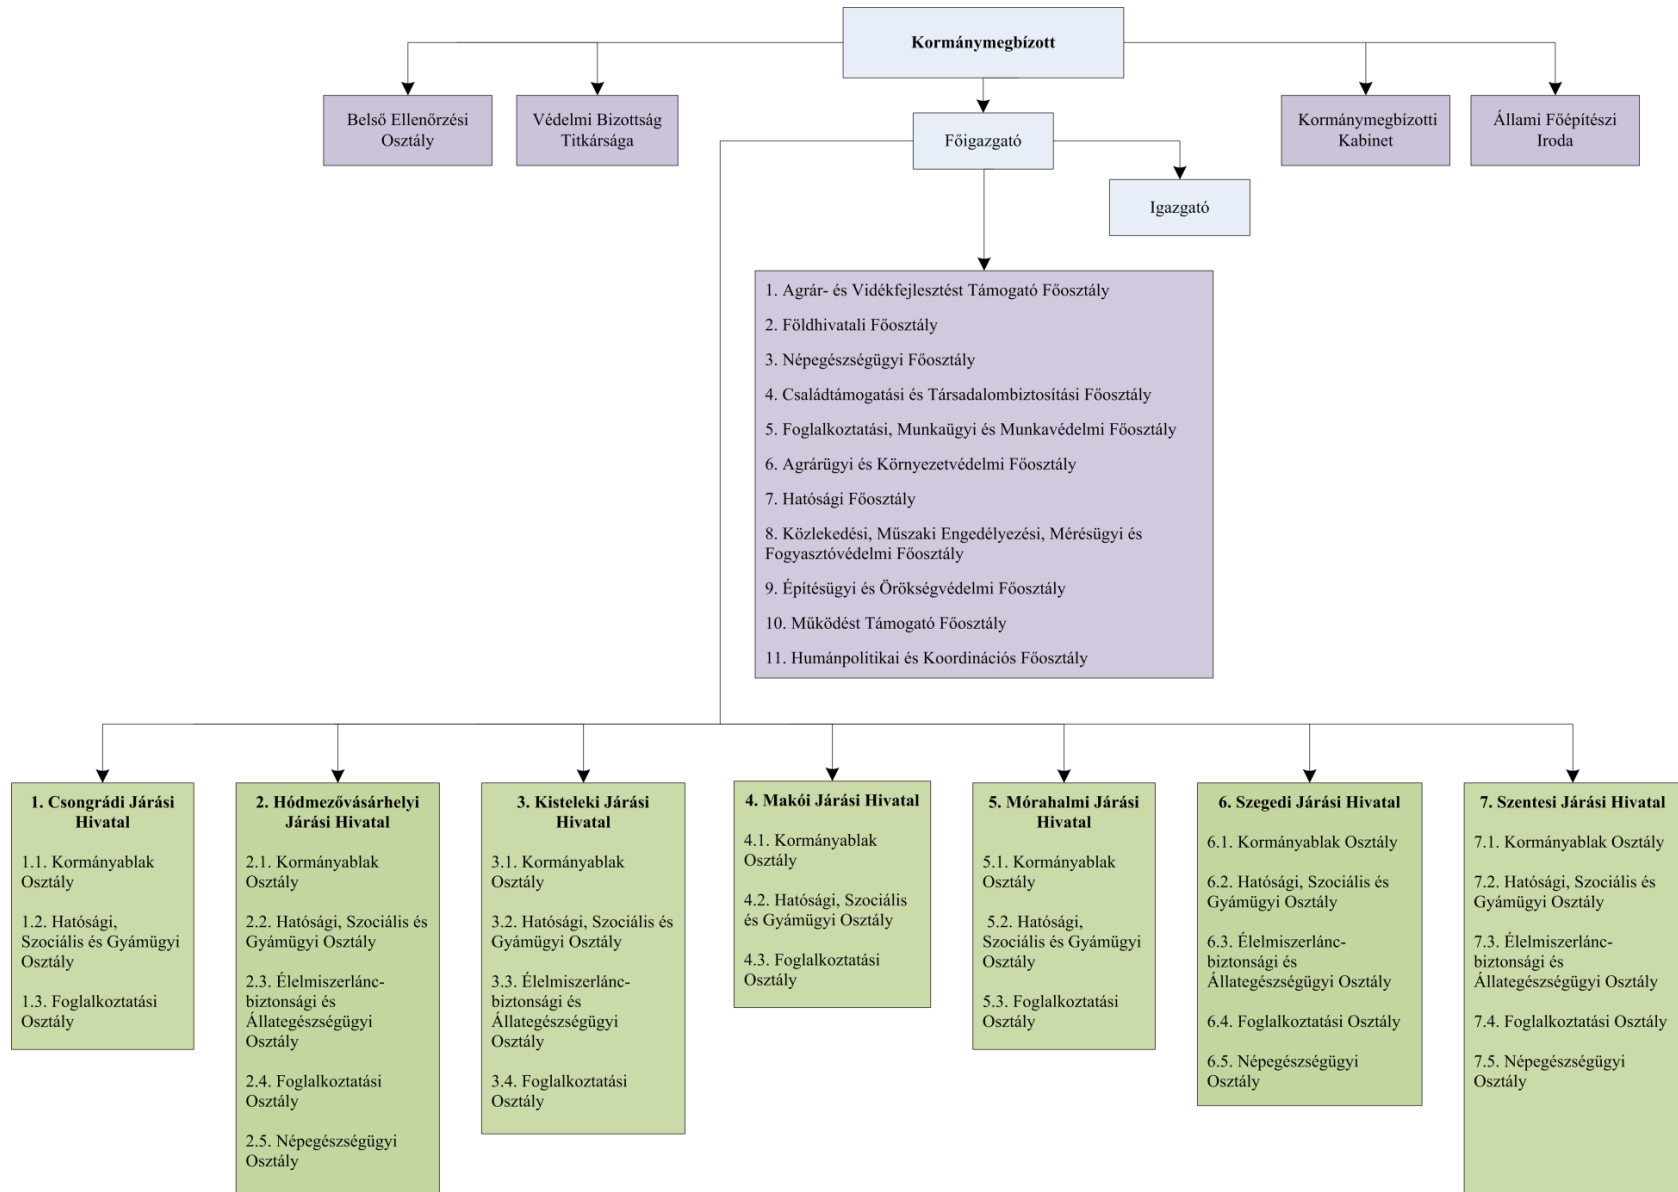 Kormánymegbízott
Belső Ellenőrzési
Osztály
Védelmi Bizottság
Titkársága
Kormánymegbízotti
Kabinet
Állami Főépítészi
Iroda
Főigazgató
Igazgató
1. Agrár- és Vidékfejlesztést Támogató Főosztály
2. Földhivatali Főosztály
3. Népegészségügyi Főosztály
4. Családtámogatási és Társadalombiztosítási Főosztály
5. Foglalkoztatási, Munkaügyi és Munkavédelmi Főosztály
6. Agrárügyi és Környezetvédelmi Főosztály
7. Hatósági Főosztály
8. Közlekedési, Műszaki Engedélyezési, Mérésügyi és
Fogyasztóvédelmi Főosztály
9. Építésügyi és Örökségvédelmi Főosztály
10. Működést Támogató Főosztály
11. Humánpolitikai és Koordinációs Főosztály
1. Csongrádi Járási
Hivatal
1.1. Kormányablak
Osztály
1.2. Hatósági,
Szociális és Gyámügyi
Osztály
1.3. Foglalkoztatási
Osztály
2. Hódmezővásárhelyi
Járási Hivatal
2.1. Kormányablak
Osztály
2.2. Hatósági, Szociális és
Gyámügyi Osztály
2.3. Élelmiszerlánc-
biztonsági és
Állategészségügyi
Osztály
2.4. Foglalkoztatási
Osztály
2.5. Népegészségügyi
Osztály
3. Kisteleki Járási
Hivatal
3.1. Kormányablak
Osztály
3.2. Hatósági, Szociális és
Gyámügyi Osztály
3.3. Élelmiszerlánc-
biztonsági és
Állategészségügyi
Osztály
3.4. Foglalkoztatási
Osztály
4. Makói Járási Hivatal
4.1. Kormányablak
Osztály
4.2. Hatósági, Szociális
és Gyámügyi Osztály
4.3. Foglalkoztatási
Osztály
5. Mórahalmi Járási
Hivatal
5.1. Kormányablak
Osztály
5.2. Hatósági,
Szociális és Gyámügyi
Osztály
5.3. Foglalkoztatási
Osztály
6. Szegedi Járási Hivatal
6.1. Kormányablak Osztály
6.2. Hatósági, Szociális és
Gyámügyi Osztály
6.3. Élelmiszerlánc-
biztonsági és
Állategészségügyi Osztály
6.4. Foglalkoztatási Osztály
6.5. Népegészségügyi
Osztály
7. Szentesi Járási Hivatal
7.1. Kormányablak Osztály
7.2. Hatósági, Szociális és
Gyámügyi Osztály
7.3. Élelmiszerlánc-
biztonsági és
Állategészségügyi Osztály
7.4. Foglalkoztatási Osztály
7.5. Népegészségügyi
Osztály